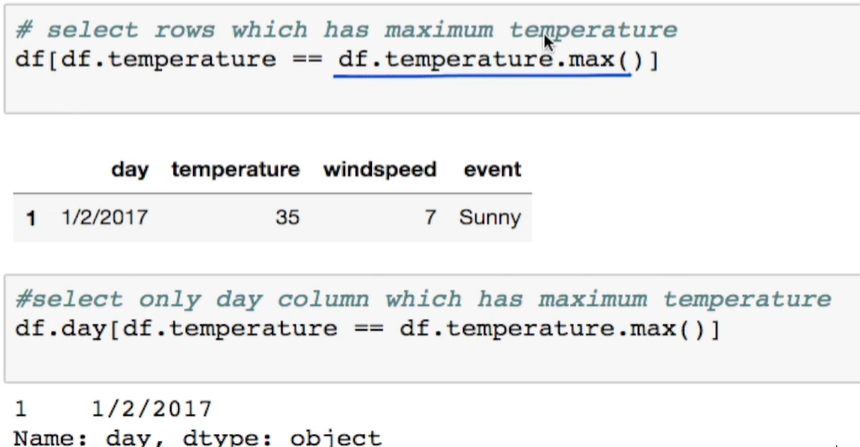 # select rows which has maximum temperature
df[df.temperature == df.temperature.max()]
day temperature windspeed event
1 1/2/2017 35 7 Sunny
#select only day column which has maximum temperature
df.day[df.temperature == df.temperature.max()]
1 1/2/2017
Name: day, dtype: object